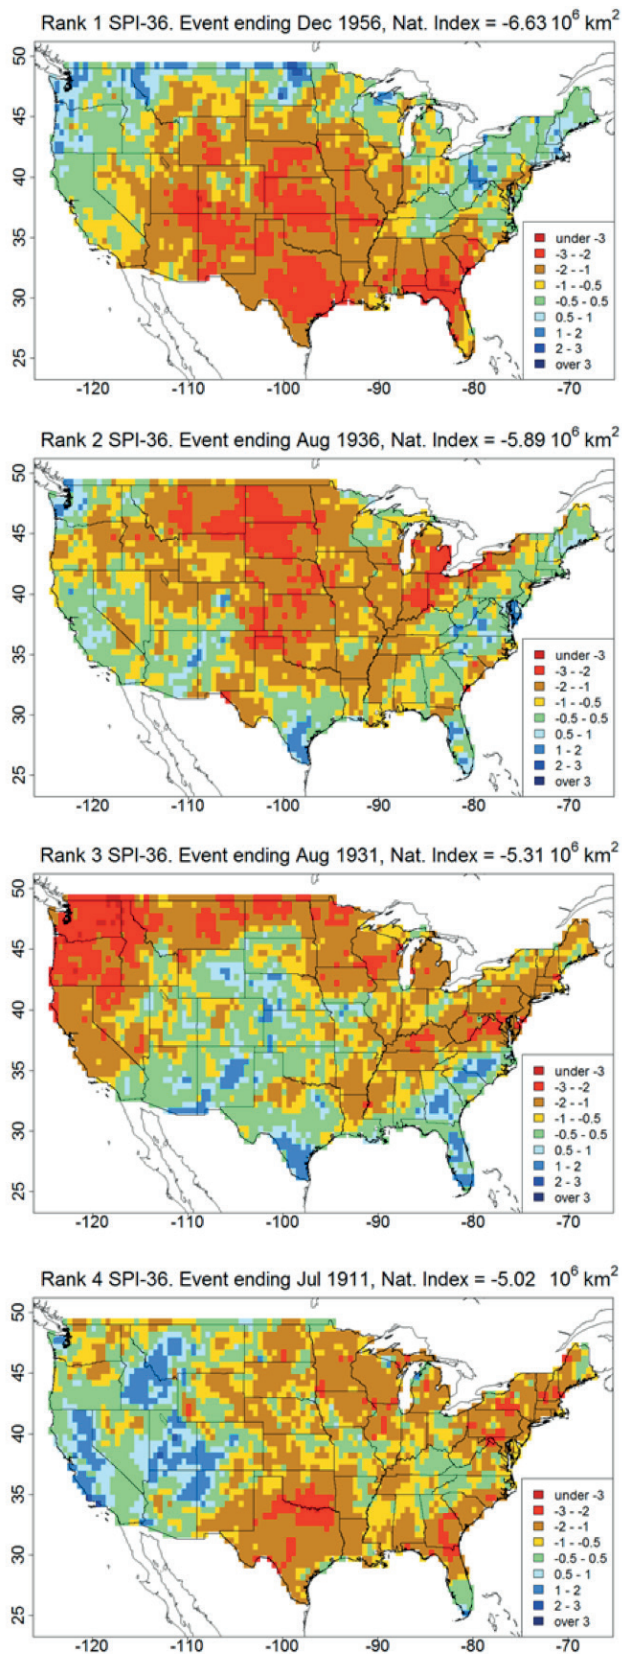 Rank 1 SPI-36. Event ending Dec 1956, Nat. Index = -6.63 10⁶ km²
50
45
40
35
30
25
under -3
-3 - -2
-2 - -1
-1 - -0.5
-0.5 - 0.5
0.5 - 1
1 - 2
2 - 3
over 3
-120 -110 -100 -90 -80 -70
Rank 2 SPI-36. Event ending Aug 1936, Nat. Index = -5.89 10⁶ km²
50
45
40
35
30
25
under -3
-3 - -2
-2 - -1
-1 - -0.5
-0.5 - 0.5
0.5 - 1
1 - 2
2 - 3
over 3
-120 -110 -100 -90 -80 -70
Rank 3 SPI-36. Event ending Aug 1931, Nat. Index = -5.31 10⁶ km²
50
45
40
35
30
25
under -3
-3 - -2
-2 - -1
-1 - -0.5
-0.5 - 0.5
0.5 - 1
1 - 2
2 - 3
over 3
-120 -110 -100 -90 -80 -70
Rank 4 SPI-36. Event ending Jul 1911, Nat. Index = -5.02 10⁶ km²
50
45
40
35
30
25
under -3
-3 - -2
-2 - -1
-1 - -0.5
-0.5 - 0.5
0.5 - 1
1 - 2
2 - 3
over 3
-120 -110 -100 -90 -80 -70